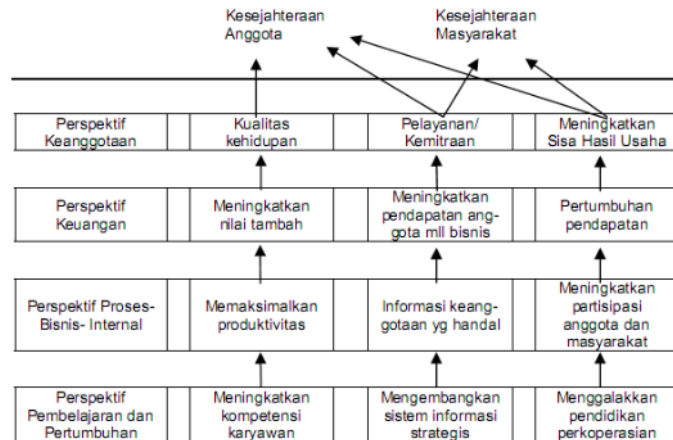 Kesejahteraan
Anggota
Kesejahteraan
Masyarakat
Perspektif
Keanggotaan
Kualitas
kehidupan
Pelayanan/
Kemitraan
Meningkatkan
Sisa Hasil Usaha
Perspektif
Keuangan
Meningkatkan
nilai tambah
Meningkatkan
pendapatan ang-
gota mll bisnis
Pertumbuhan
pendapatan
Perspektif Proses-
Bisnis- Internal
Memaksimalkan
produktivitas
Informasi keang-
gotaan yg handal
Meningkatkan
partisipasi
anggota dan
masyarakat
Perspektif
Pembelajaran dan
Pertumbuhan
Meningkatkan
kompetensi
karyawan
Mengembangkan
sistem informasi
strategis
Menggalakkan
pendidikan
perkoperasian